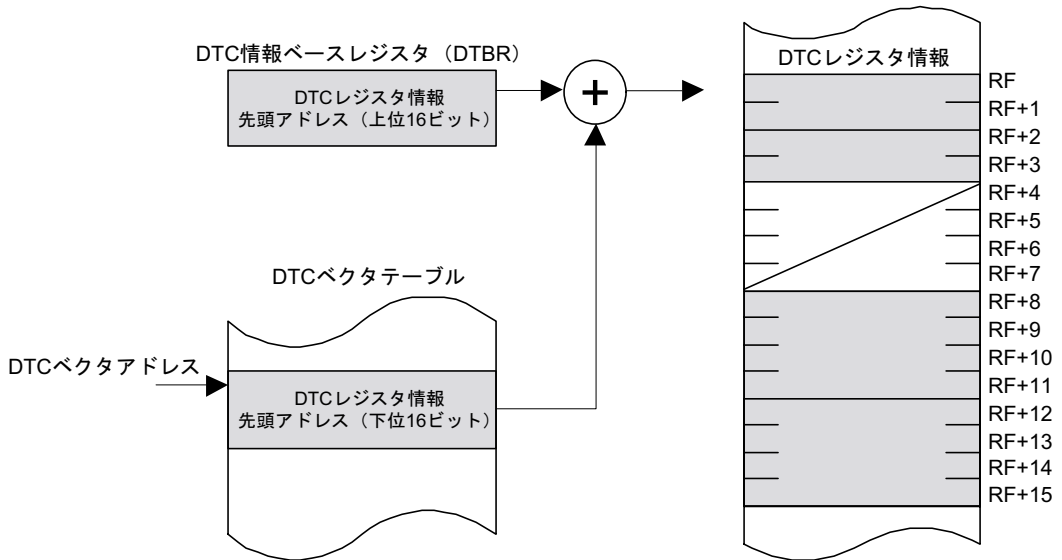 DTC情報ベースレジスタ（DTBR）
DTCレジスタ情報
先頭アドレス（上位16ビット）
+
DTCベクタテーブル
DTCベクタアドレス
DTCレジスタ情報
先頭アドレス（下位16ビット）
DTCレジスタ情報
RF
RF+1
RF+2
RF+3
RF+4
RF+5
RF+6
RF+7
RF+8
RF+9
RF+10
RF+11
RF+12
RF+13
RF+14
RF+15